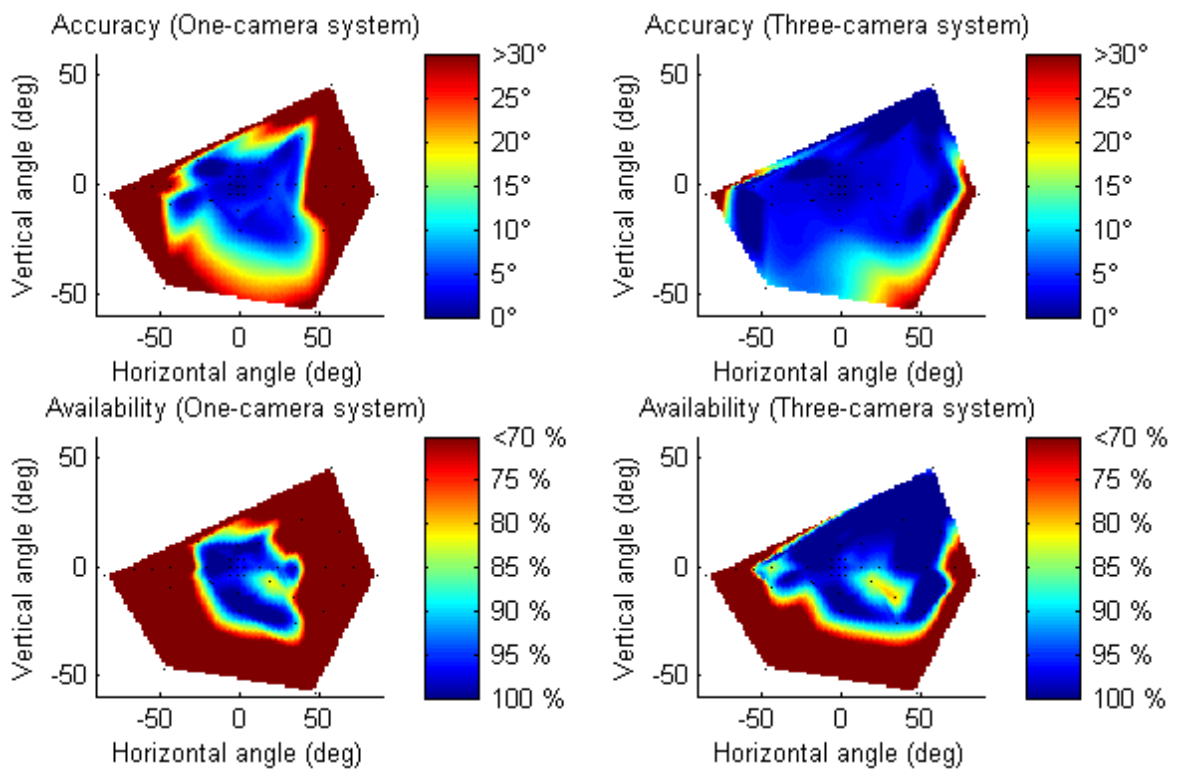 Accuracy (One-camera system)
Vertical angle (deg)
50
0
-50
-50 0 50
Horizontal angle (deg)
>30°
25°
20°
15°
10°
5°
0°
Accuracy (Three-camera system)
Vertical angle (deg)
50
0
-50
-50 0 50
Horizontal angle (deg)
>30°
25°
20°
15°
10°
5°
0°
Availability (One-camera system)
Vertical angle (deg)
50
0
-50
-50 0 50
Horizontal angle (deg)
<70 %
75 %
80 %
85 %
90 %
95 %
100 %
Availability (Three-camera system)
Vertical angle (deg)
50
0
-50
-50 0 50
Horizontal angle (deg)
<70 %
75 %
80 %
85 %
90 %
95 %
100 %